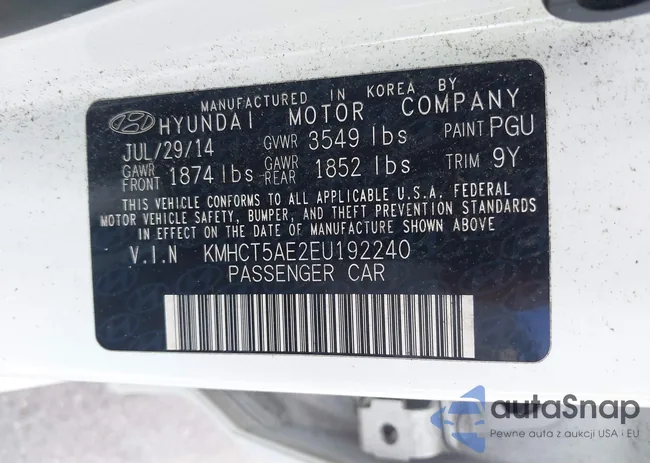 MANUFACTURED IN KOREA BY
HYUNDAI MOTOR COMPANY
JUL/29/14 GVWR 3549 lbs PAINT PGU
GAWR FRONT 1874 lbs GAWR REAR 1852 lbs TRIM 9Y
THIS VEHICLE CONFORMS TO ALL APPLICABLE U.S.A. FEDERAL
MOTOR VEHICLE SAFETY, BUMPER, AND THEFT PREVENTION STANDARDS
IN EFFECT ON THE DATE OF MANUFACTURE SHOWN ABOVE
V.I.N KMHCT5AE2EU192240
PASSENGER CAR
autaSnap
Pewne auta z aukcji USA i EU